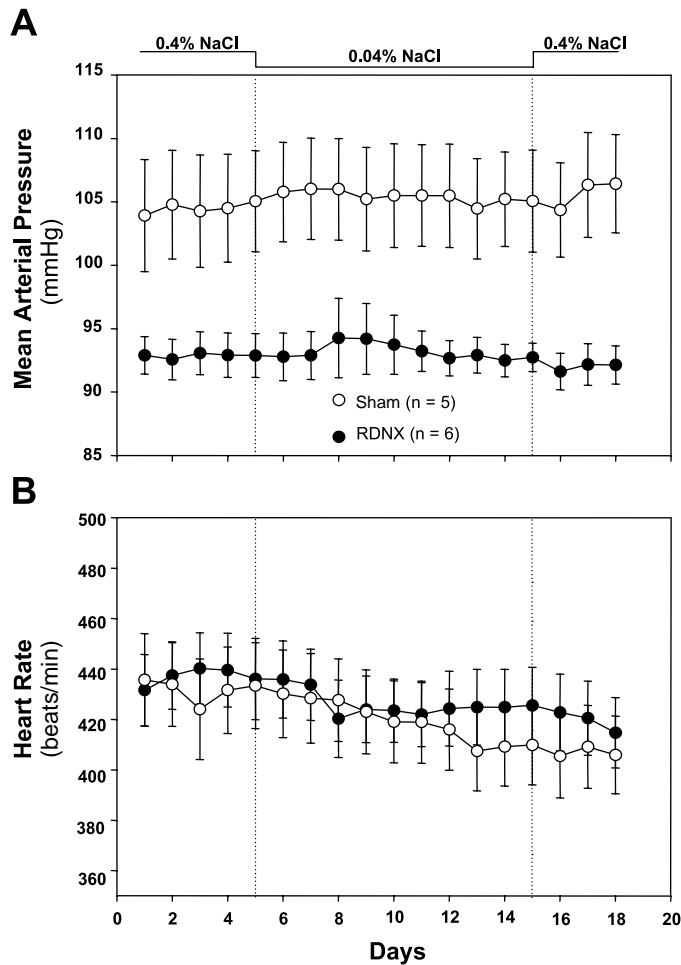 A
0.4% NaCl
0.04% NaCl
0.4% NaCl
115
110
105
100
95
90
85
Mean Arterial Pressure
(mmHg)
Sham (n = 5)
RDNX (n = 6)
B
500
480
460
440
420
400
380
360
Heart Rate
(beats/min)
0 2 4 6 8 10 12 14 16 18 20
Days